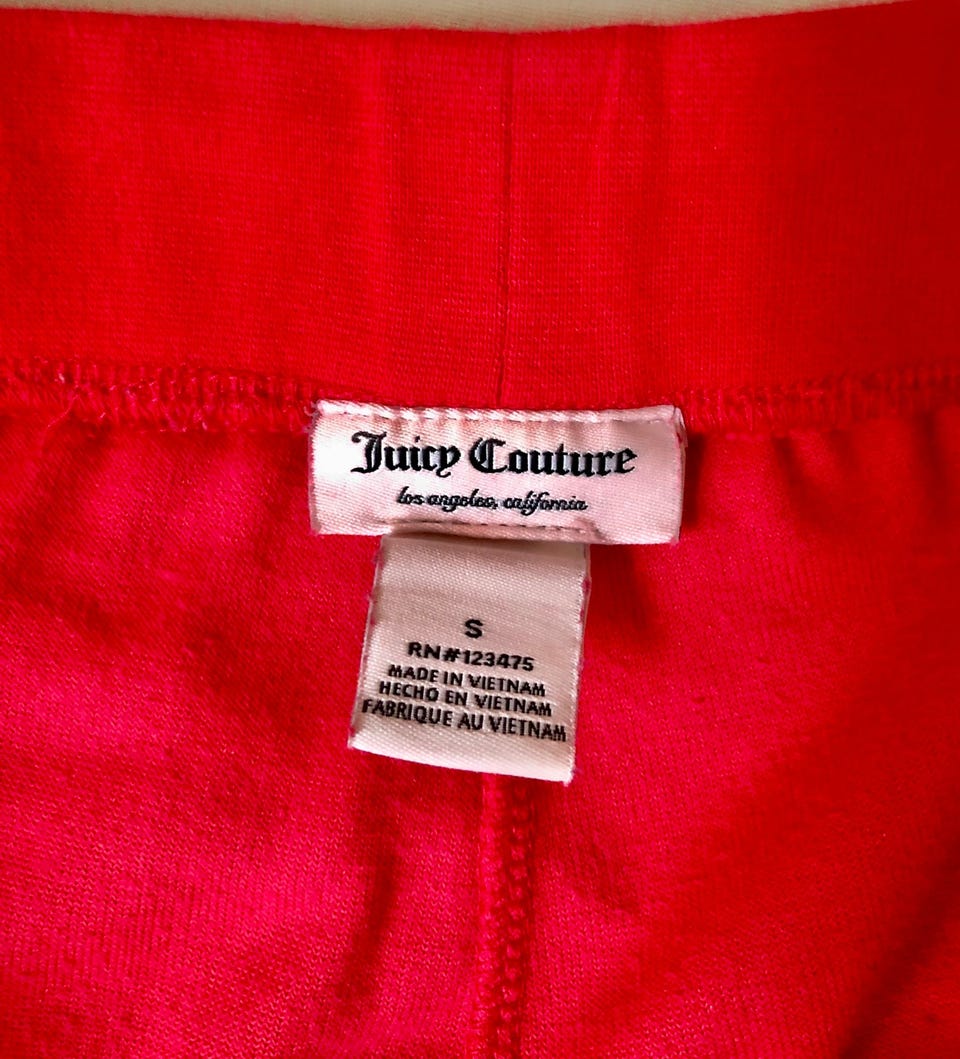 Juicy Couture
los angeles, california
S
RN#123475
MADE IN VIETNAM
HECHO EN VIETNAM
FABRIQUE AU VIETNAM